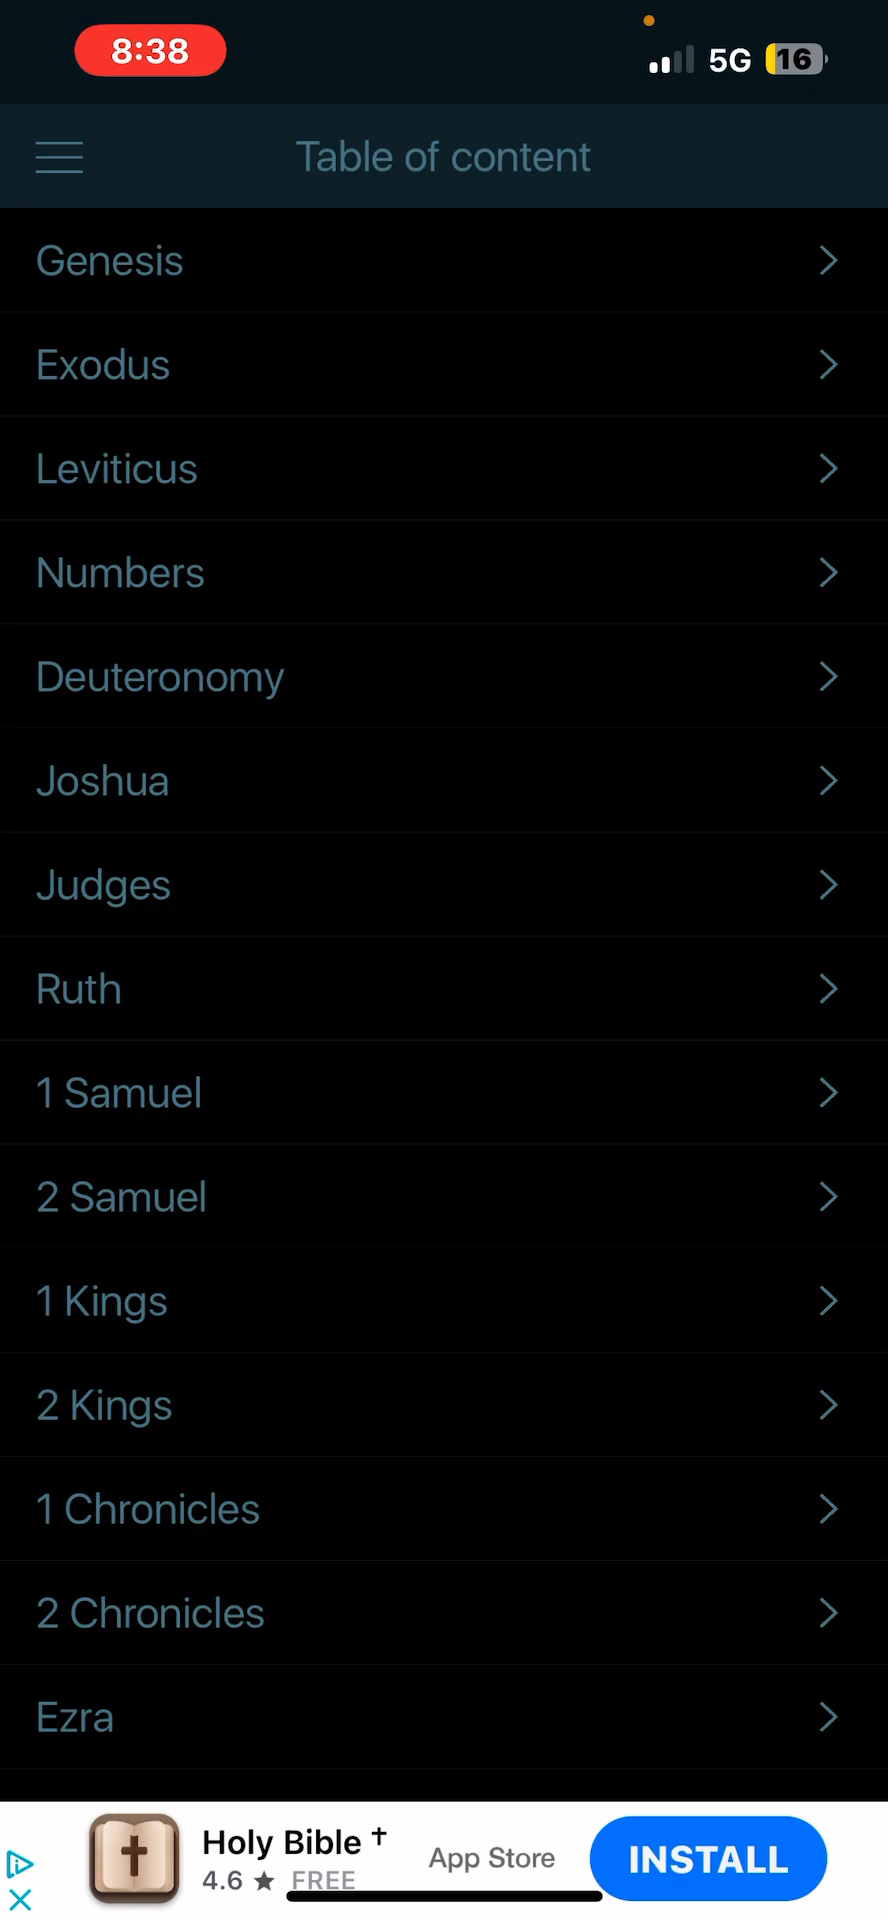 8:38
5G 16
Table of content
Genesis
Exodus
Leviticus
Numbers
Deuteronomy
Joshua
Judges
Ruth
1 Samuel
2 Samuel
1 Kings
2 Kings
1 Chronicles
2 Chronicles
Ezra
Holy Bible ✝
4.6 ★ FREE
App Store
INSTALL